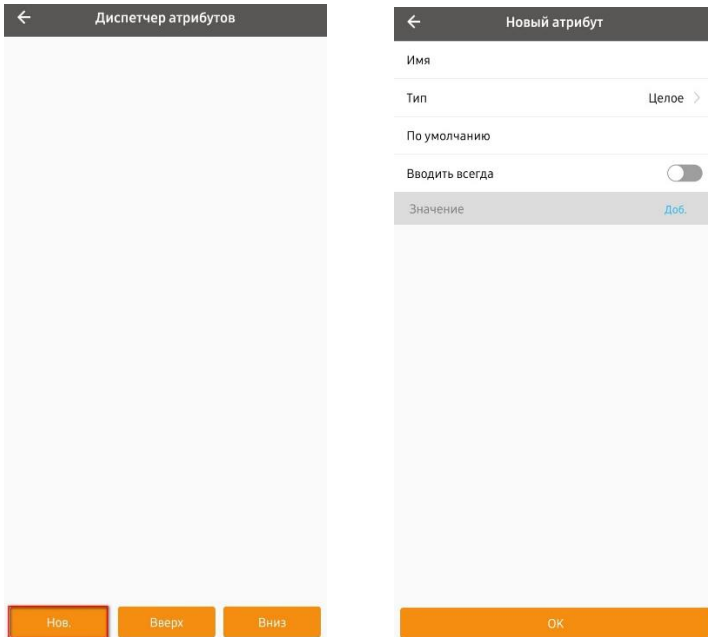 Диспетчер атрибутов
Нов.
Вверх
Вниз
Новый атрибут
Имя
Тип Целое
По умолчанию
Вводить всегда
Значение Доб.
OK